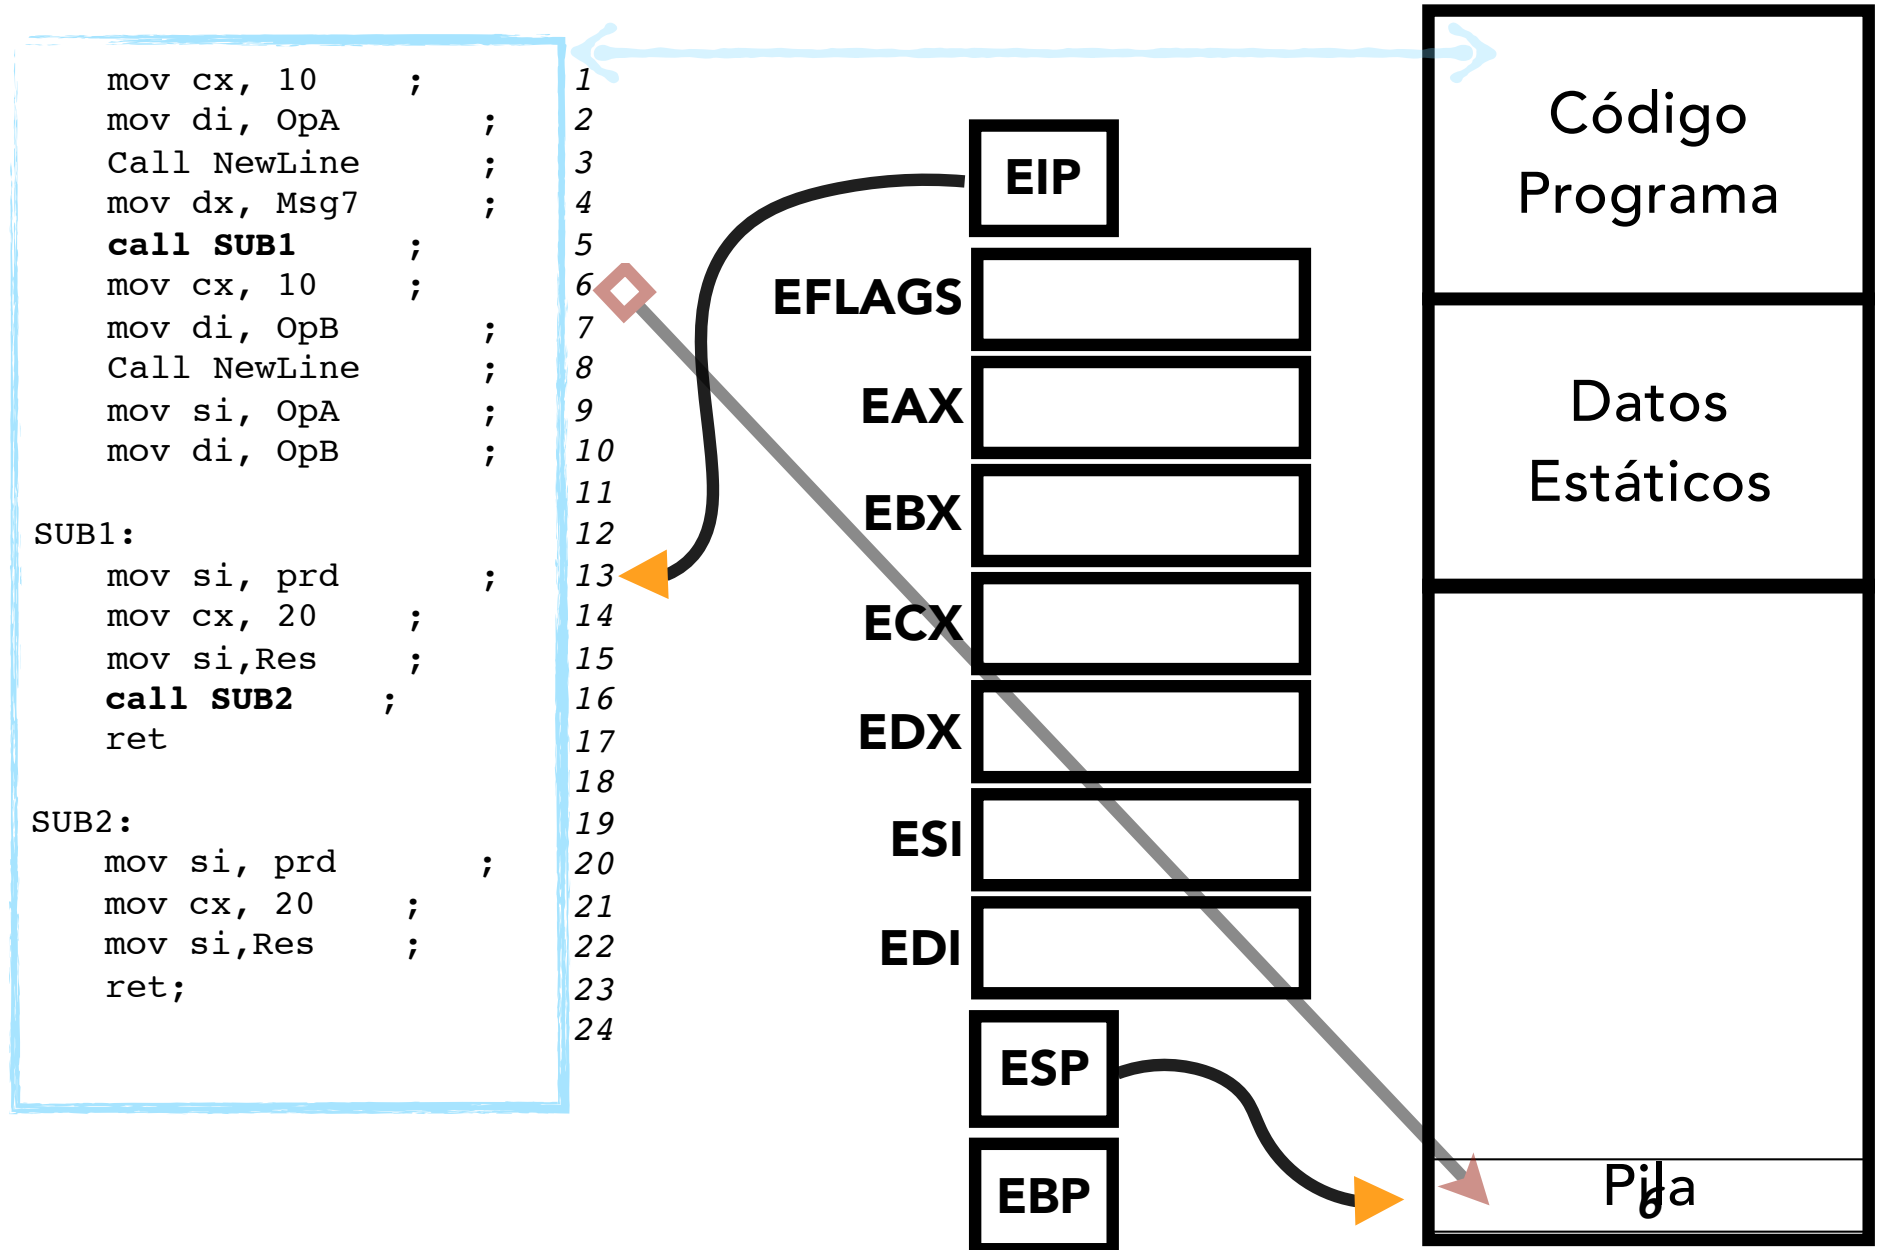 mov cx, 10 ; 1
mov di, OpA ; 2
Call NewLine ; 3
mov dx, Msg7 ; 4
call SUB1 ; 5
mov cx, 10 ; 6
mov di, OpB ; 7
Call NewLine ; 8
mov si, OpA ; 9
mov di, OpB ; 10
11
SUB1: 12
mov si, prd ; 13
mov cx, 20 ; 14
mov si,Res ; 15
call SUB2 ; 16
ret 17
18
SUB2: 19
mov si, prd ; 20
mov cx, 20 ; 21
mov si,Res ; 22
ret; 23
24
EIP
EFLAGS
EAX
EBX
ECX
EDX
ESI
EDI
ESP
EBP
Código
Programa
Datos
Estáticos
Pila
6